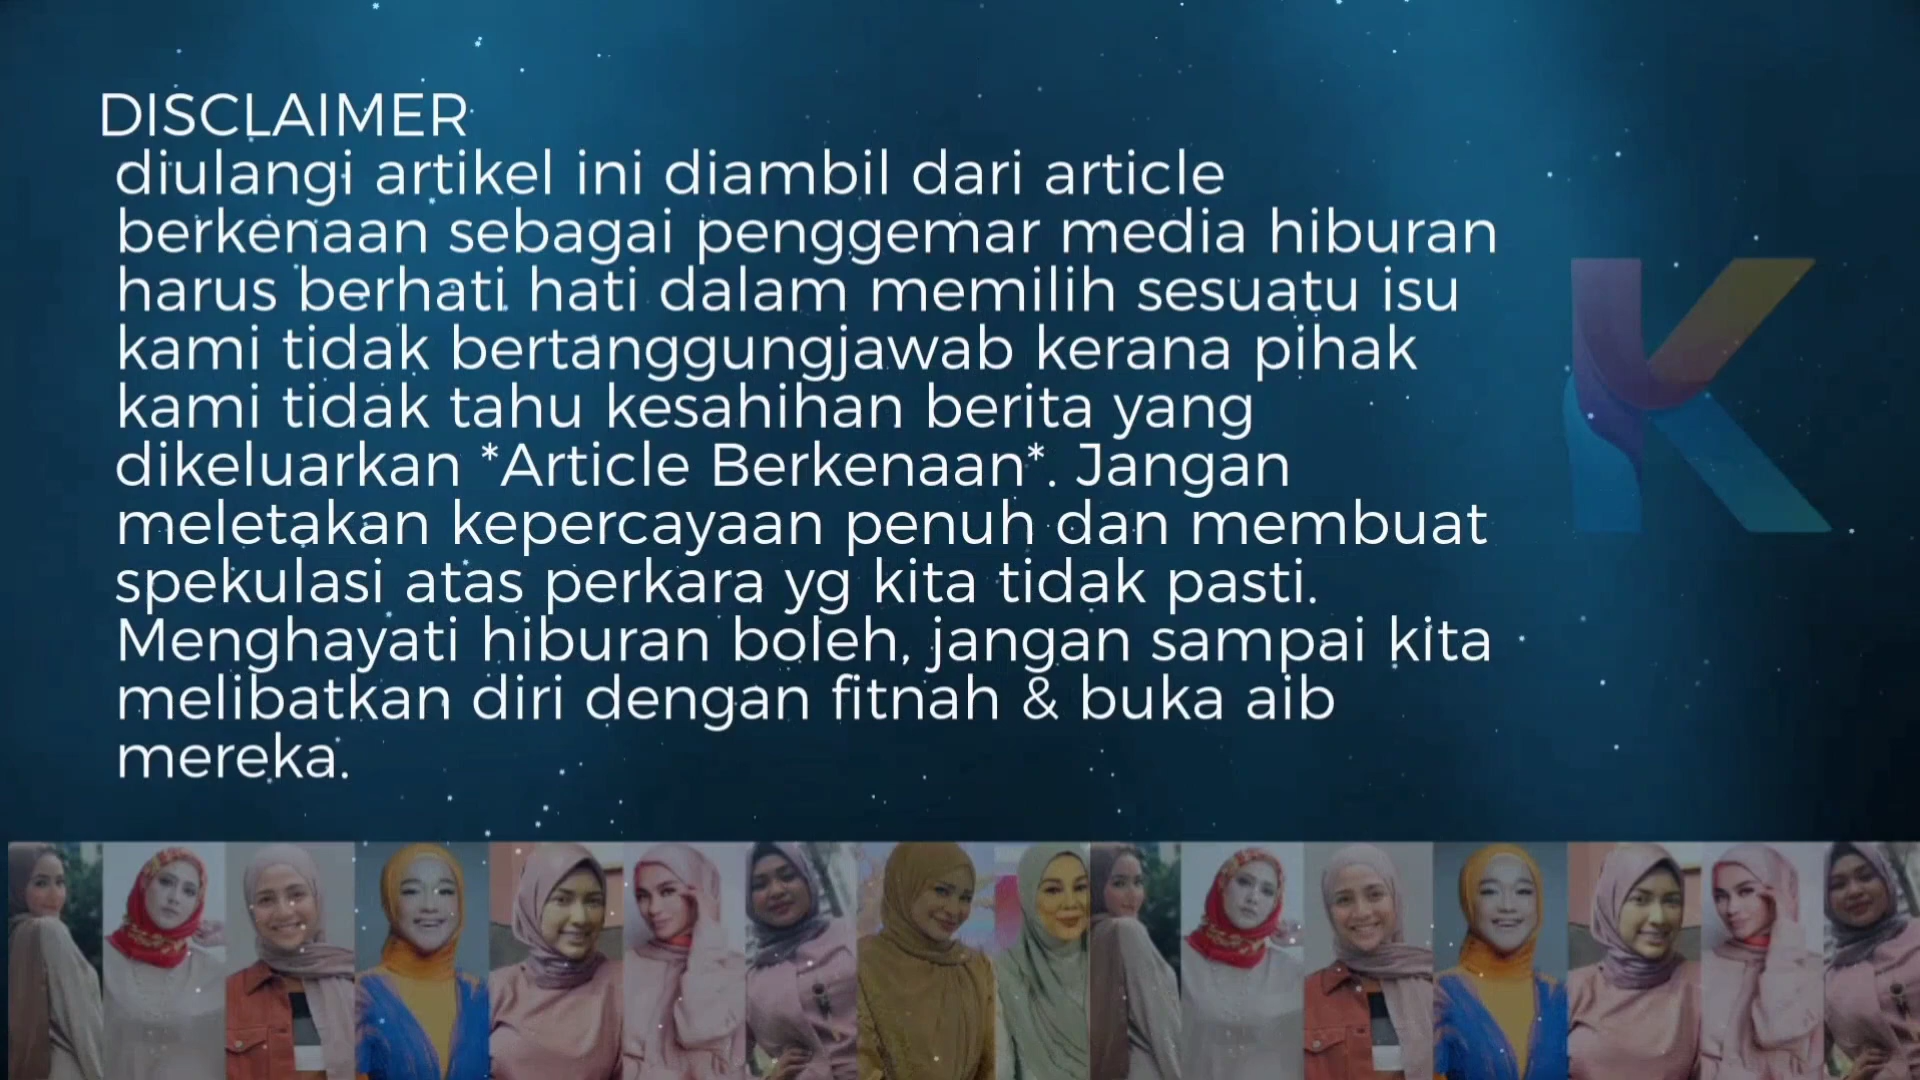 DISCLAIMER
diulangi artikel ini diambil dari article
berkenaan sebagai penggemar media hiburan
harus berhati hati dalam memilih sesuatu isu
kami tidak bertanggungjawab kerana pihak
kami tidak tahu kesahihan berita yang
dikeluarkan *Article Berkenaan*. Jangan
meletakan kepercayaan penuh dan membuat
spekulasi atas perkara yg kita tidak pasti.
Menghayati hiburan boleh, jangan sampai kita
melibatkan diri dengan fitnah & buka aib
mereka.
K